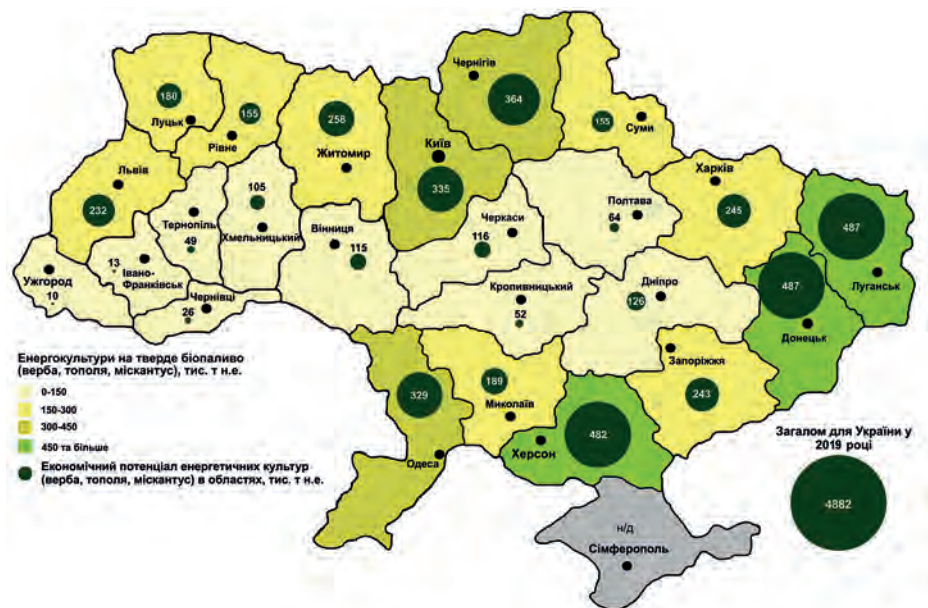 Чернігів
364
180
Луцьк
155
Рівне
258
Житомир
Київ
335
155
Суми
Львів
232
Тернопіль
49
105
Хмельницький
Вінниця
115
Черкаси
116
Полтава
64
Харків
245
487
Луганськ
Ужгород
10
13
Івано-
Франківськ
Чернівці
26
Кропивницький
52
Дніпро
126
487
Донецьк
Запоріжжя
243
329
Одеса
189
Миколаїв
Херсон
482
н/д
Сімферополь
Енергокультури на тверде біопаливо
(верба, тополя, міскантус), тис. т н.е.
0-150
150-300
300-450
450 та більше
Економічний потенціал енергетичних культур
(верба, тополя, міскантус) в областях, тис. т н.е.
Загалом для України у
2019 році
4882